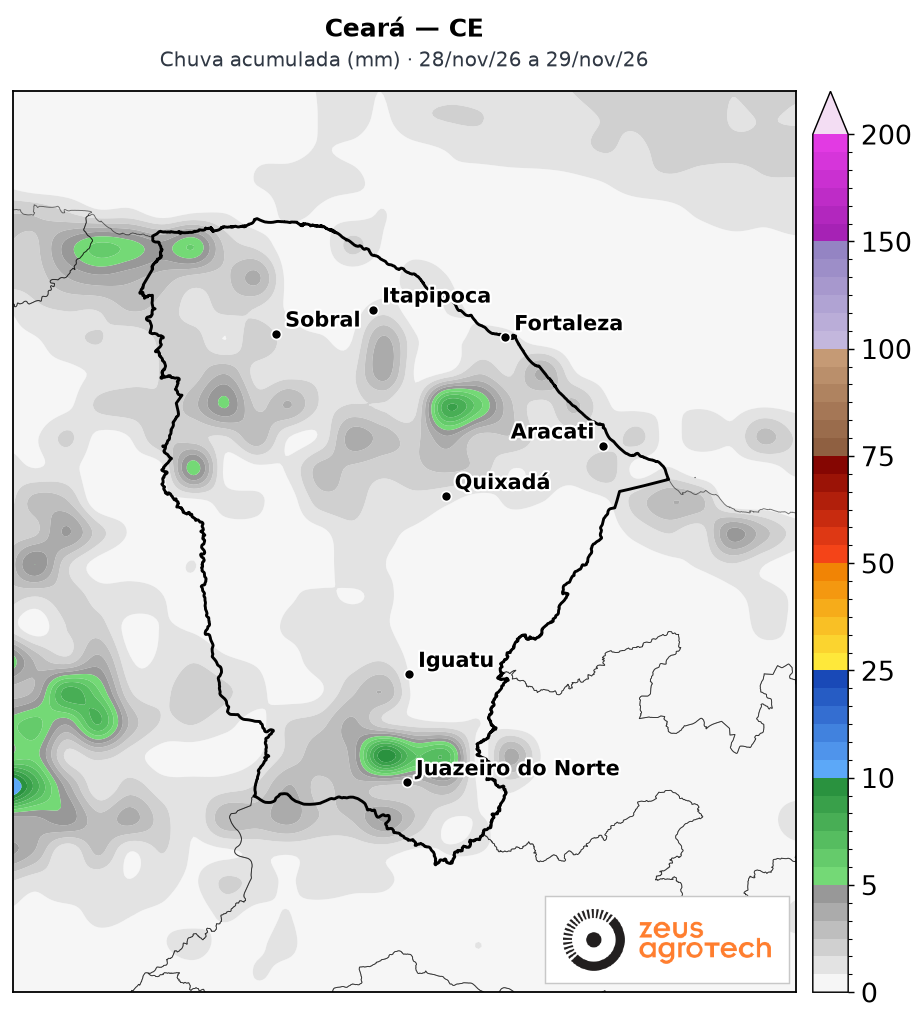 Ceará — CE
Chuva acumulada (mm) · 28/nov/26 a 29/nov/26
Itapipoca
Sobral
Fortaleza
Aracati
Quixadá
Iguatu
Juazeiro do Norte
200
150
100
75
50
25
10
5
0
zeus
agrotech